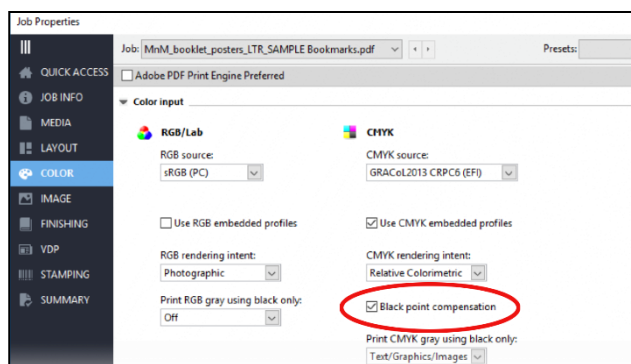 Job Properties
Job: MnM_booklet_posters_LTR_SAMPLE Bookmarks.pdf
Presets:
QUICK ACCESS
JOB INFO
MEDIA
LAYOUT
COLOR
IMAGE
FINISHING
VDP
STAMPING
SUMMARY
Adobe PDF Print Engine Preferred
Color input
RGB/Lab
RGB source:
sRGB (PC)
Use RGB embedded profiles
RGB rendering intent:
Photographic
Print RGB gray using black only:
Off
CMYK
CMYK source:
GRACoL2013 CRPC6 (EFI)
Use CMYK embedded profiles
CMYK rendering intent:
Relative Colorimetric
Black point compensation
Print CMYK gray using black only:
Text/Graphics/Images